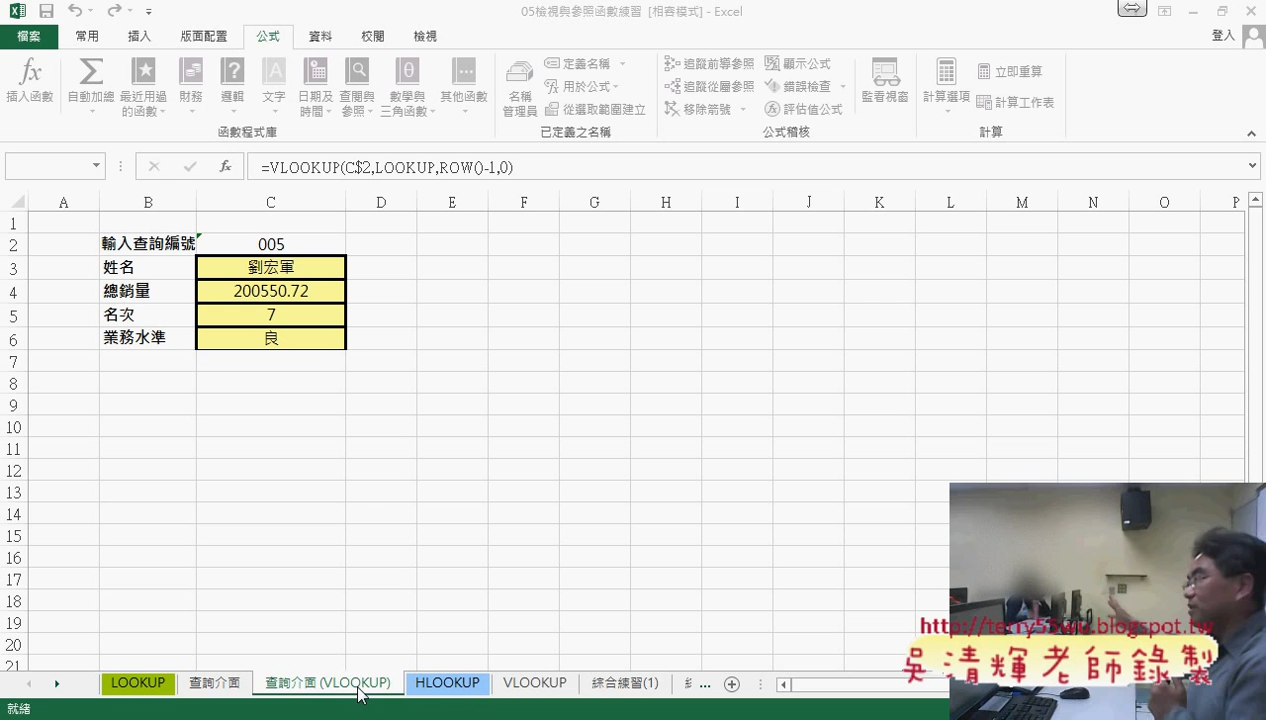 05檢視與參照函數練習 [相容模式] - Excel
檔案 常用 插入 版面配置 公式 資料 校閱 檢視 登入
插入函數 自動加總 最近用過的函數 財務 邏輯 文字 日期及時間 查閱與參照 數學與三角函數 其他函數
函數程式庫
名稱管理員 定義名稱 用於公式 從選取範圍建立
已定義之名稱
追蹤前導參照 追蹤從屬參照 移除箭號 顯示公式 錯誤檢查 評估值公式
公式稽核
監看視窗
計算選項 立即重算 計算工作表
計算
fx =VLOOKUP(C$2,LOOKUP,ROW()-1,0)
A B C D E F G H I J K L M N O P
1
2 輸入查詢編號 005
3 姓名 劉宏軍
4 總銷量 200550.72
5 名次 7
6 業務水準 良
7
8
9
10
11
12
13
14
15
16
17
18
19
20
21
http://terry55wu.blogspot.tw
吳清輝老師錄製
LOOKUP 查詢介面 查詢介面 (VLOOKUP) HLOOKUP VLOOKUP 綜合練習(1) ...
就緒